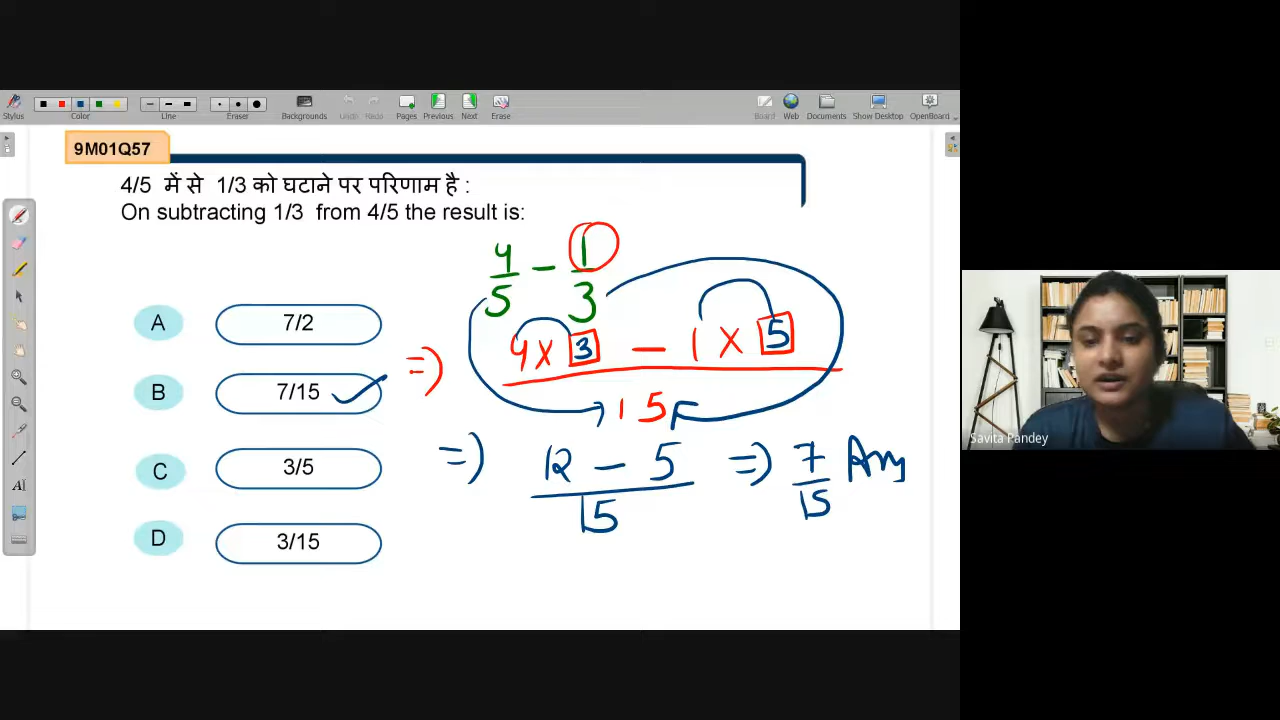 Stylus
Color
Line
Eraser
Backgrounds
Undo
Redo
Pages
Previous
Next
Erase
Board
Web
Documents
Show Desktop
OpenBoard
9M01Q57
4/5 में से 1/3 को घटाने पर परिणाम है :
On subtracting 1/3 from 4/5 the result is:
4/5 − 1/3
A 7/2
=> 4 x 3 − 1 x 5
15
B 7/15
=> 12 − 5 => 7/15 Ans
15
C 3/5
D 3/15
Savita Pandey